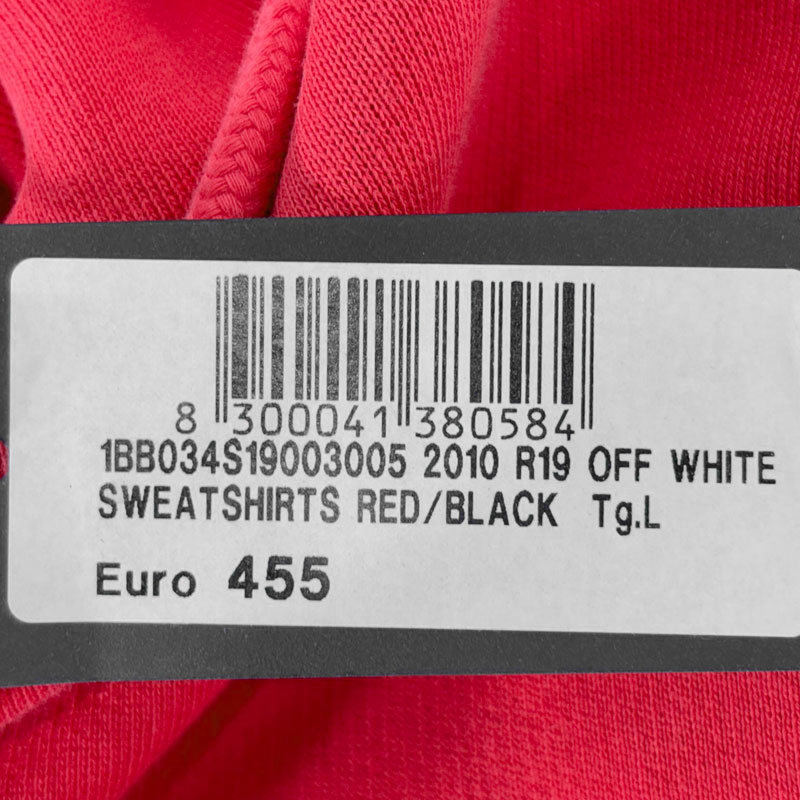 8 300041 380584
1BB034S19003005 2010 R19 OFF WHITE
SWEATSHIRTS RED/BLACK Tg.L
Euro 455